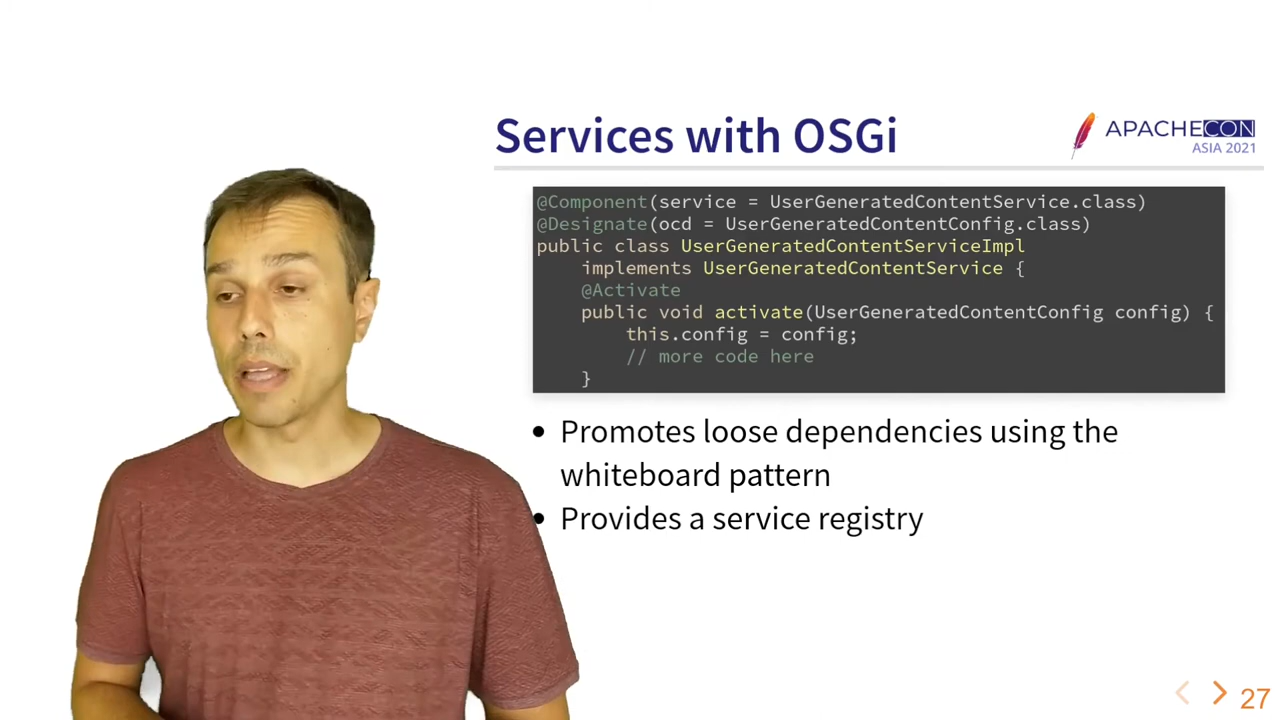 Services with OSGi
APACHECON
ASIA 2021
@Component(service = UserGeneratedContentService.class)
@Designate(ocd = UserGeneratedContentConfig.class)
public class UserGeneratedContentServiceImpl
implements UserGeneratedContentService {
@Activate
public void activate(UserGeneratedContentConfig config) {
this.config = config;
// more code here
}
• Promotes loose dependencies using the
whiteboard pattern
• Provides a service registry
27